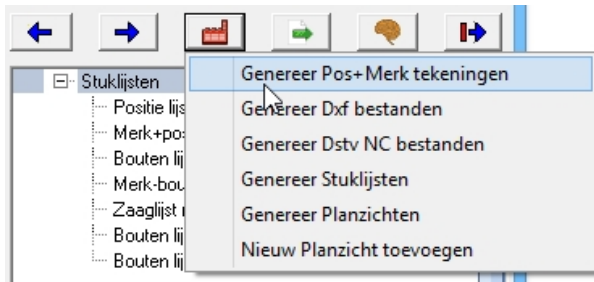 Stuklijsten
Positie lijs
Merk+po
Bouten lij
Merk-bou
Zaaglijst
Bouten lij
Bouten lij
Genereer Pos+Merk tekeningen
Genereer Dxf bestanden
Genereer Dstv NC bestanden
Genereer Stuklijsten
Genereer Planzichten
Nieuw Planzicht toevoegen